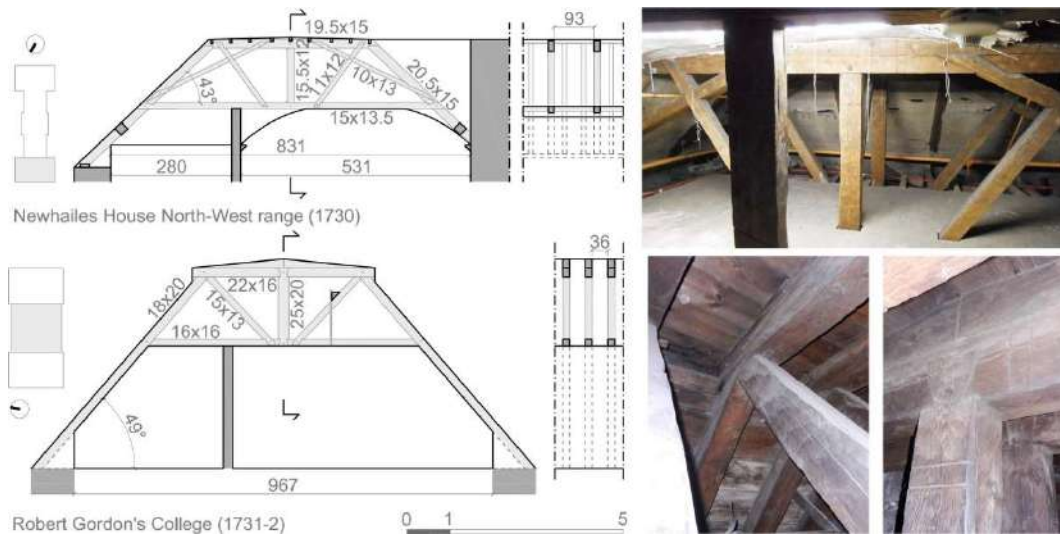 19.5x15
93
43°
15.5x12
11x12
10x13
20.5x15
15x13.5
831
280
531
Newhailes House North-West range (1730)
36
18x20
22x16
15x13
25x20
16x16
49°
967
Robert Gordon's College (1731-2)
0 1 5